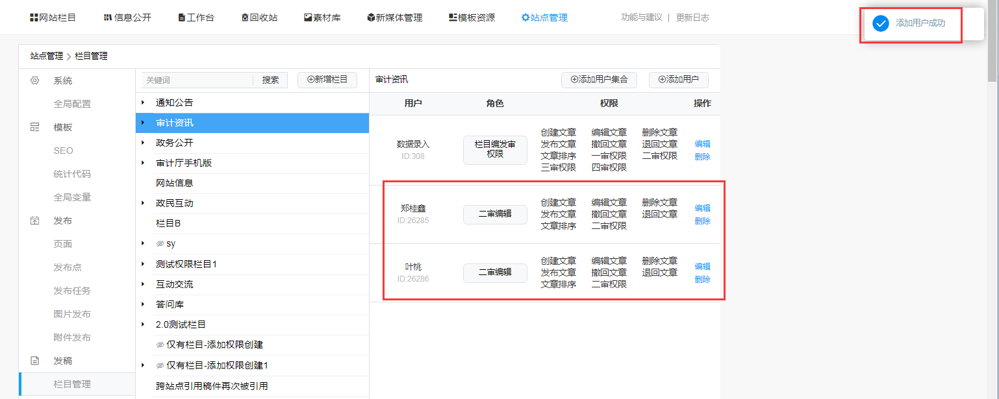 网站栏目 信息公开 工作台 回收站 素材库 新媒体管理 模板资源 站点管理 功能与建议 | 更新日志
添加用户成功
站点管理 > 栏目管理
系统
全局配置
模板
SEO
统计代码
全局变量
发布
页面
发布点
发布任务
图片发布
附件发布
发稿
栏目管理
关键词 搜索 新增栏目
通知公告
审计资讯
政务公开
审计厅手机版
网站信息
政民互动
栏目B
sy
测试权限栏目1
互动交流
答问库
2.0测试栏目
仅有栏目-添加权限创建
仅有栏目-添加权限创建1
跨站点引用稿件再次被引用
审计资讯 添加用户集合 添加用户
用户 角色 权限 操作
数据录入
ID:308
栏目编发审
权限
创建文章 编辑文章 删除文章
发布文章 撤回文章 退回文章
文章排序 一审权限 二审权限
三审权限 四审权限
编辑
删除
郑桂鑫
ID:26285
二审编辑
创建文章 编辑文章 删除文章
发布文章 撤回文章 退回文章
文章排序 二审权限
编辑
删除
叶桃
ID:26286
二审编辑
创建文章 编辑文章 删除文章
发布文章 撤回文章 退回文章
文章排序 二审权限
编辑
删除